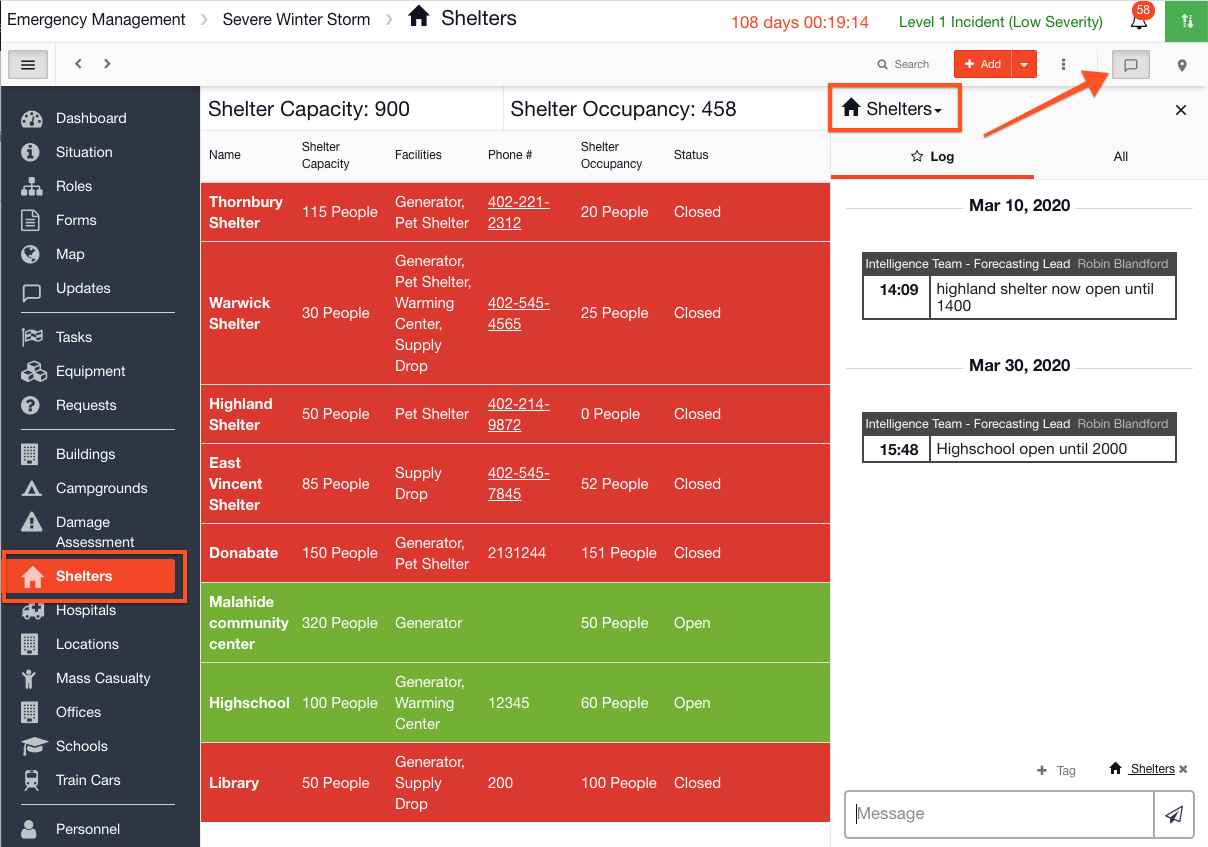 Emergency Management
Severe Winter Storm
Shelters
108 days 00:19:14
Level 1 Incident (Low Severity)
58
Search
Add
Dashboard
Situation
Roles
Forms
Map
Updates
Tasks
Equipment
Requests
Buildings
Campgrounds
Damage
Assessment
Shelters
Hospitals
Locations
Mass Casualty
Offices
Schools
Train Cars
Personnel
Shelter Capacity: 900
Shelter Occupancy: 458
Name
Shelter
Capacity
Facilities
Phone #
Shelter
Occupancy
Status
Thornbury
Shelter
115 People
Generator,
Pet Shelter
402-221-
2312
20 People
Closed
Warwick
Shelter
30 People
Generator,
Pet Shelter,
Warming
Center,
Supply
Drop
402-545-
4565
25 People
Closed
Highland
Shelter
50 People
Pet Shelter
402-214-
9872
0 People
Closed
East
Vincent
Shelter
85 People
Supply
Drop
402-545-
7845
52 People
Closed
Donabate
150 People
Generator,
Pet Shelter
2131244
151 People
Closed
Malahide
community
center
320 People
Generator
50 People
Open
Highschool
100 People
Generator,
Warming
Center
12345
60 People
Open
Library
50 People
Generator,
Supply
Drop
200
100 People
Closed
Shelters
Log
All
Mar 10, 2020
Intelligence Team - Forecasting Lead Robin Blandford
14:09
highland shelter now open until
1400
Mar 30, 2020
Intelligence Team - Forecasting Lead Robin Blandford
15:48
Highschool open until 2000
Tag
Shelters
Message